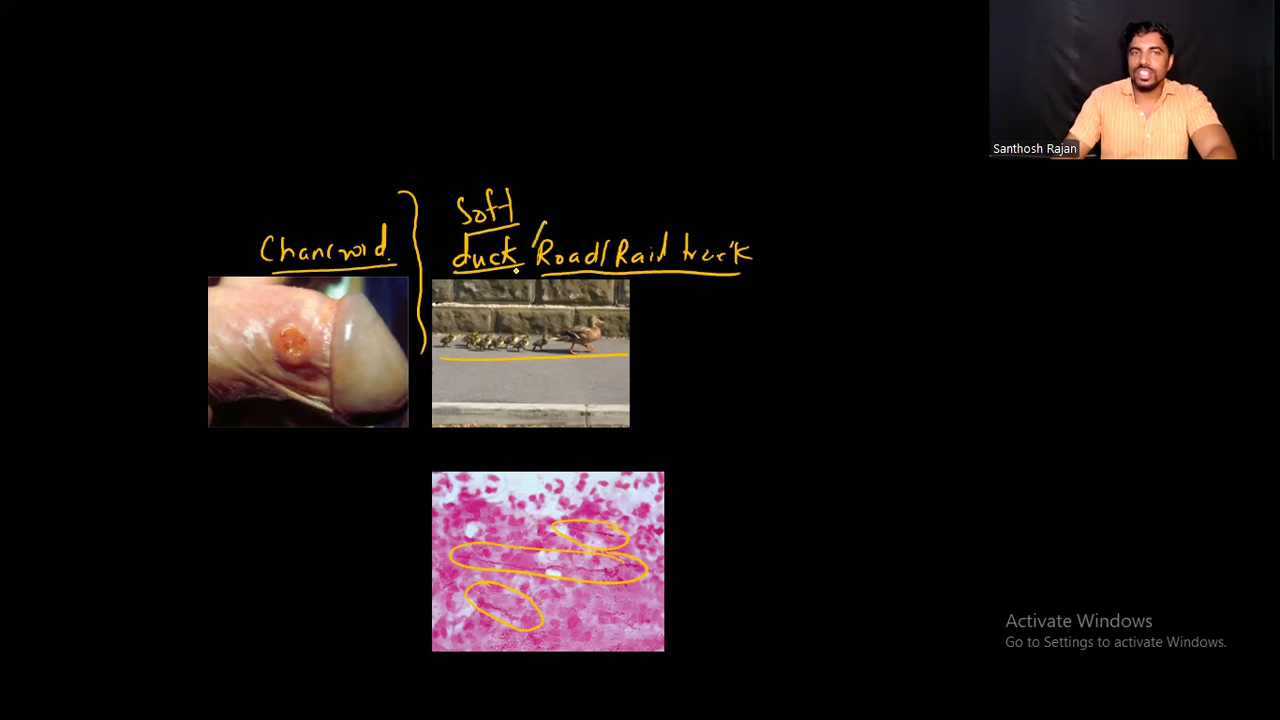 Santhosh Rajan
Soft
Chancroid.
duck / Road/Rail track
Activate Windows
Go to Settings to activate Windows.